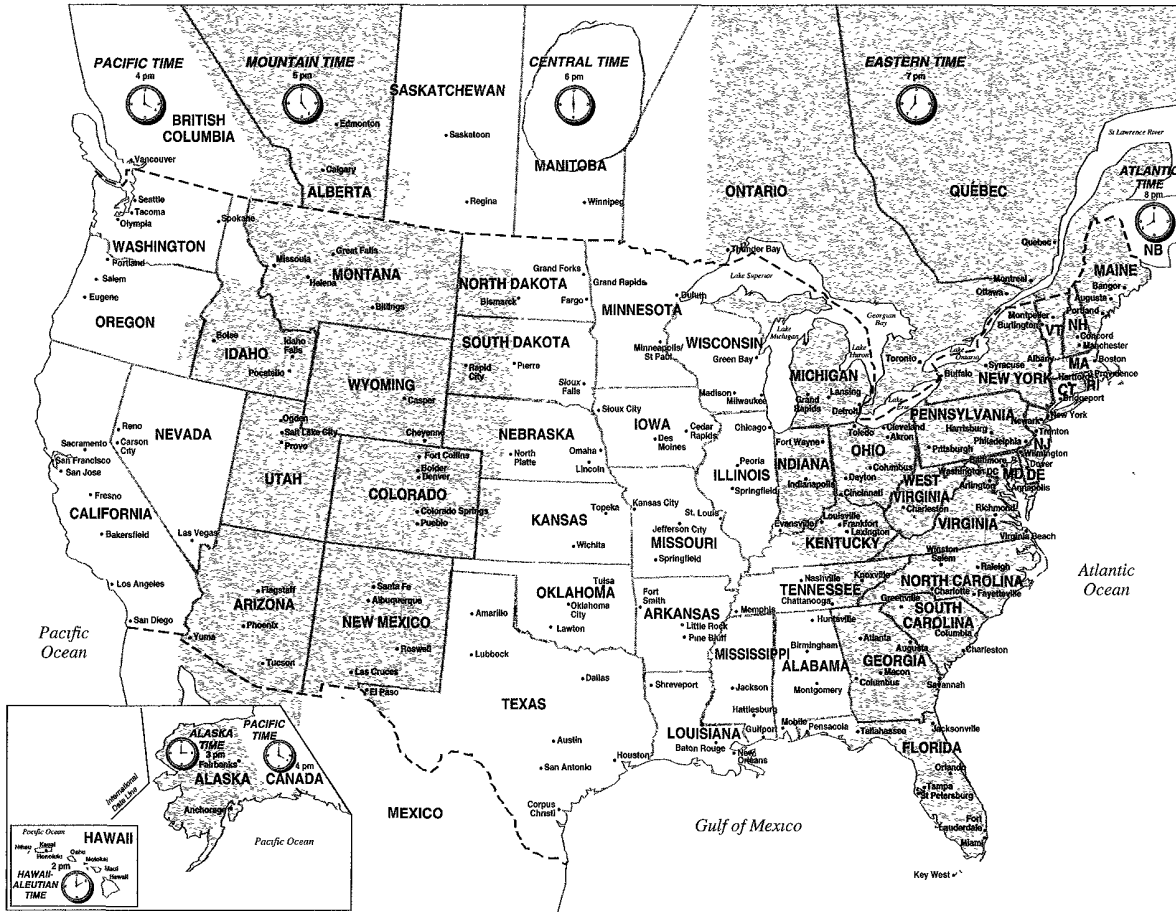 PACIFIC TIME
4 pm
MOUNTAIN TIME
5 pm
CENTRAL TIME
6 pm
EASTERN TIME
7 pm
ATLANTIC
TIME
8 pm
NB
BRITISH
COLUMBIA
Vancouver
Edmonton
Calgary
ALBERTA
SASKATCHEWAN
Saskatoon
Regina
MANITOBA
Winnipeg
ONTARIO
Thunder Bay
Ottawa
Toronto
QUÉBEC
Quebec
Montreal
St Lawrence River
Seattle
Tacoma
Olympia
Spokane
WASHINGTON
Portland
Salem
Eugene
OREGON
Missoula
Great Falls
Helena
MONTANA
Billings
Boise
Idaho
Falls
IDAHO
Pocatello
WYOMING
Casper
Cheyenne
NORTH DAKOTA
Grand Forks
Bismarck
Fargo
SOUTH DAKOTA
Rapid
City
Pierre
Sioux
Falls
Grand Rapids
Duluth
MINNESOTA
Minneapolis/
St Paul
WISCONSIN
Green Bay
Madison
Milwaukee
Lake Superior
Lake
Michigan
Lake
Huron
Georgian
Bay
Lake
Ontario
Lake
Erie
MICHIGAN
Lansing
Grand
Rapids
Detroit
MAINE
Bangor
Augusta
Portland
Montpelier
Burlington
VT
NH
Concord
Manchester
MA
Boston
Hartford
Providence
CT
RI
Bridgeport
Albany
Syracuse
Buffalo
NEW YORK
New York
Newark
Trenton
NJ
PENNSYLVANIA
Harrisburg
Philadelphia
Pittsburgh
Wilmington
Baltimore
Dover
MD
DE
Washington DC
Annapolis
Arlington
Reno
Carson
City
NEVADA
Las Vegas
Sacramento
San Francisco
San Jose
Fresno
CALIFORNIA
Bakersfield
Los Angeles
San Diego
Ogden
Salt Lake City
Provo
UTAH
Fort Collins
Bolder
Denver
COLORADO
Colorado Springs
Pueblo
NEBRASKA
North
Platte
Omaha
Lincoln
Sioux City
IOWA
Des
Moines
Cedar
Rapids
Chicago
Peoria
ILLINOIS
Springfield
Fort Wayne
INDIANA
Indianapolis
Evansville
Toledo
Cleveland
Akron
OHIO
Columbus
Dayton
Cincinnati
WEST
VIRGINIA
Charleston
Richmond
VIRGINIA
Virginia Beach
KANSAS
Topeka
Wichita
Kansas City
St. Louis
Jefferson City
MISSOURI
Springfield
Louisville
Frankfort
Lexington
KENTUCKY
Nashville
Knoxville
TENNESSEE
Chattanooga
Memphis
Winston
Salem
Raleigh
NORTH CAROLINA
Charlotte
Fayetteville
Greenville
SOUTH
CAROLINA
Columbia
Charleston
Flagstaff
ARIZONA
Phoenix
Yuma
Tucson
Santa Fe
Albuquerque
NEW MEXICO
Roswell
Las Cruces
El Paso
OKLAHOMA
Tulsa
Oklahoma
City
Lawton
Amarillo
Lubbock
Dallas
TEXAS
Austin
San Antonio
Houston
Corpus
Christi
Fort
Smith
ARKANSAS
Little Rock
Pine Bluff
Shreveport
LOUISIANA
Baton Rouge
New
Orleans
MISSISSIPPI
Jackson
Hattiesburg
Gulfport
Huntsville
Birmingham
ALABAMA
Montgomery
Mobile
Pensacola
Atlanta
Augusta
GEORGIA
Macon
Columbus
Savannah
Tallahassee
Jacksonville
FLORIDA
Orlando
Tampa
St Petersburg
Fort
Lauderdale
Miami
Key West
Pacific
Ocean
Atlantic
Ocean
Gulf of Mexico
MEXICO
ALASKA
TIME
3 pm
PACIFIC
TIME
4 pm
Fairbanks
ALASKA
CANADA
Anchorage
International
Date Line
Pacific Ocean
Pacific Ocean
HAWAII
Niihau
Kauai
Honolulu
Oahu
Molokai
Maui
Hawaii
2 pm
HAWAII-
ALEUTIAN
TIME